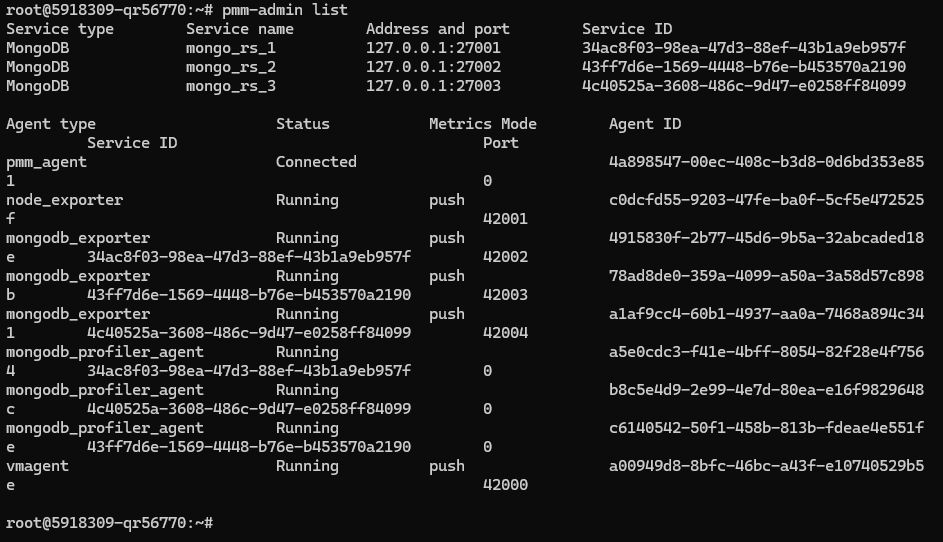 root@5918309-qr56770:~# pmm-admin list
Service type        Service name        Address and port        Service ID
MongoDB             mongo_rs_1          127.0.0.1:27001         34ac8f03-98ea-47d3-88ef-43b1a9eb957f
MongoDB             mongo_rs_2          127.0.0.1:27002         43ff7d6e-1569-4448-b76e-b453570a2190
MongoDB             mongo_rs_3          127.0.0.1:27003         4c40525a-3608-486c-9d47-e0258ff84099

Agent type                    Status           Metrics Mode        Agent ID
         Service ID                                  Port
pmm_agent                     Connected                            4a898547-00ec-408c-b3d8-0d6bd353e85
1                                                    0
node_exporter                 Running          push                c0dcfd55-9203-47fe-ba0f-5cf5e472525
f                                                    42001
mongodb_exporter              Running          push                4915830f-2b77-45d6-9b5a-32abcaded18
e        34ac8f03-98ea-47d3-88ef-43b1a9eb957f        42002
mongodb_exporter              Running          push                78ad8de0-359a-4099-a50a-3a58d57c898
b        43ff7d6e-1569-4448-b76e-b453570a2190        42003
mongodb_exporter              Running          push                a1af9cc4-60b1-4937-aa0a-7468a894c34
1        4c40525a-3608-486c-9d47-e0258ff84099        42004
mongodb_profiler_agent        Running                              a5e0cdc3-f41e-4bff-8054-82f28e4f756
4        34ac8f03-98ea-47d3-88ef-43b1a9eb957f        0
mongodb_profiler_agent        Running                              b8c5e4d9-2e99-4e7d-80ea-e16f9829648
c        4c40525a-3608-486c-9d47-e0258ff84099        0
mongodb_profiler_agent        Running                              c6140542-50f1-458b-813b-fdeae4e551f
e        43ff7d6e-1569-4448-b76e-b453570a2190        0
vmagent                       Running          push                a00949d8-8bfc-46bc-a43f-e10740529b5
e                                                    42000

root@5918309-qr56770:~#